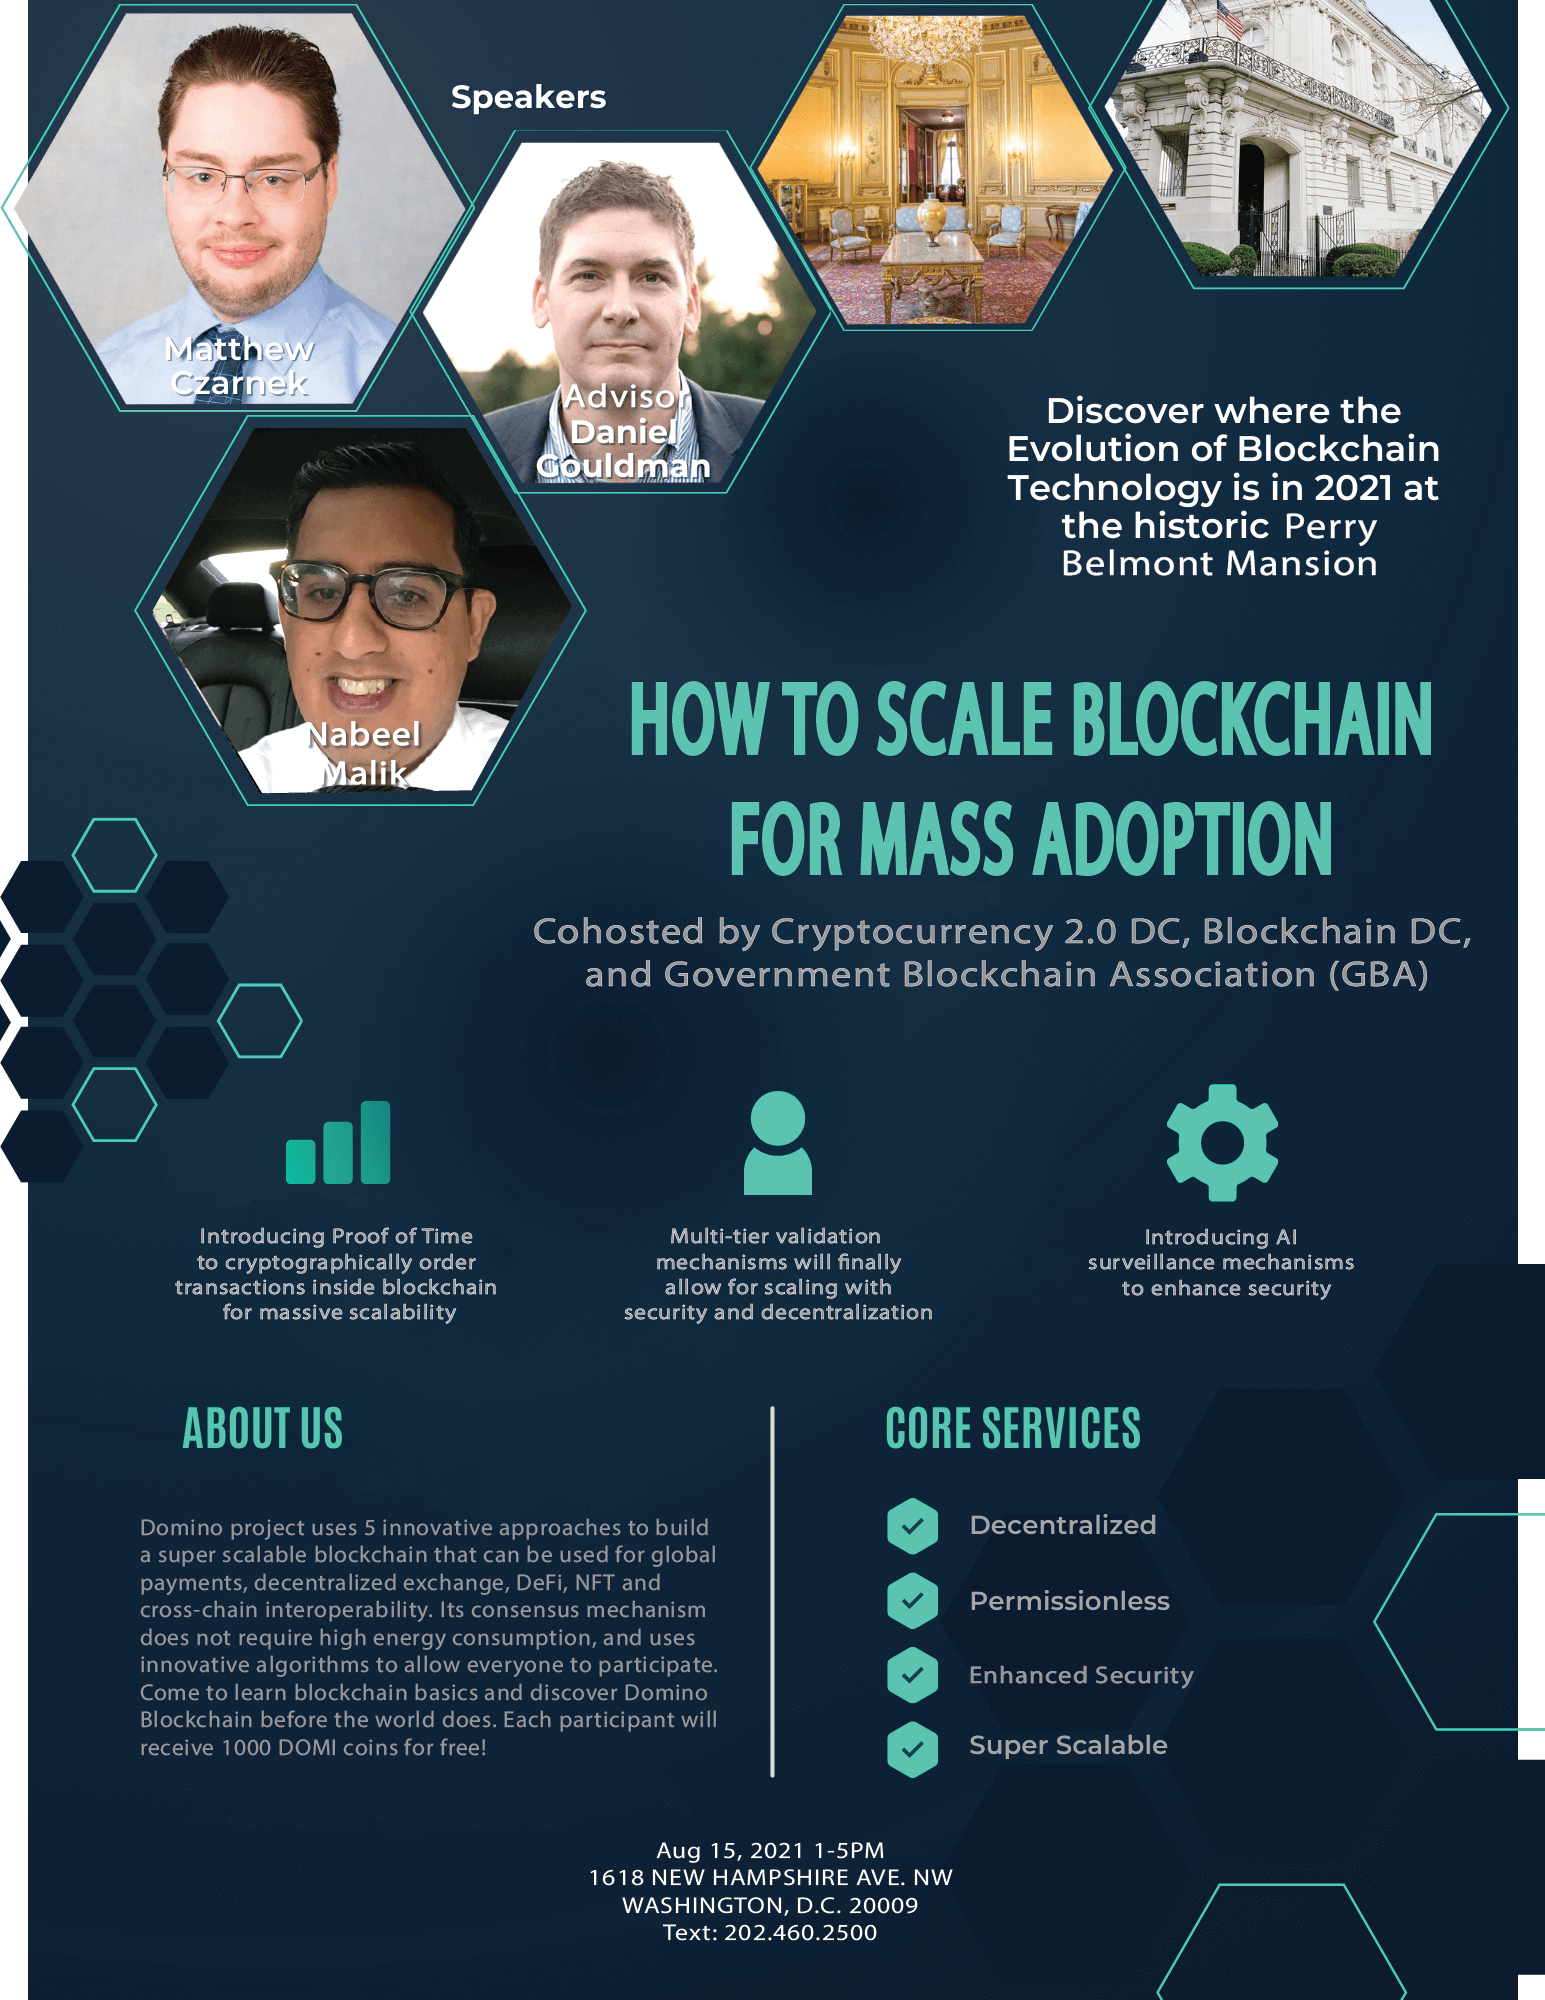 Speakers
Matthew
Czarnek
Advisor
Daniel
Gouldman
Nabeel
Malik
Discover where the
Evolution of Blockchain
Technology is in 2021 at
the historic Perry
Belmont Mansion
HOW TO SCALE BLOCKCHAIN
FOR MASS ADOPTION
Cohosted by Cryptocurrency 2.0 DC, Blockchain DC,
and Government Blockchain Association (GBA)
Introducing Proof of Time
to cryptographically order
transactions inside blockchain
for massive scalability
Multi-tier validation
mechanisms will finally
allow for scaling with
security and decentralization
Introducing AI
surveillance mechanisms
to enhance security
ABOUT US
Domino project uses 5 innovative approaches to build
a super scalable blockchain that can be used for global
payments, decentralized exchange, DeFi, NFT and
cross-chain interoperability. Its consensus mechanism
does not require high energy consumption, and uses
innovative algorithms to allow everyone to participate.
Come to learn blockchain basics and discover Domino
Blockchain before the world does. Each participant will
receive 1000 DOMI coins for free!
CORE SERVICES
Decentralized
Permissionless
Enhanced Security
Super Scalable
Aug 15, 2021 1-5PM
1618 NEW HAMPSHIRE AVE. NW
WASHINGTON, D.C. 20009
Text: 202.460.2500